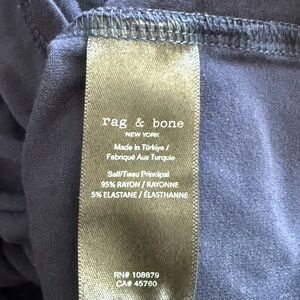 rag & bone
NEW YORK
Made in Türkiye /
Fabriqué Aux Turquie
Self/Tissu Principal
95% RAYON / RAYONNE
5% ELASTANE / ÉLASTHANNE
RN# 108879
CA# 45760